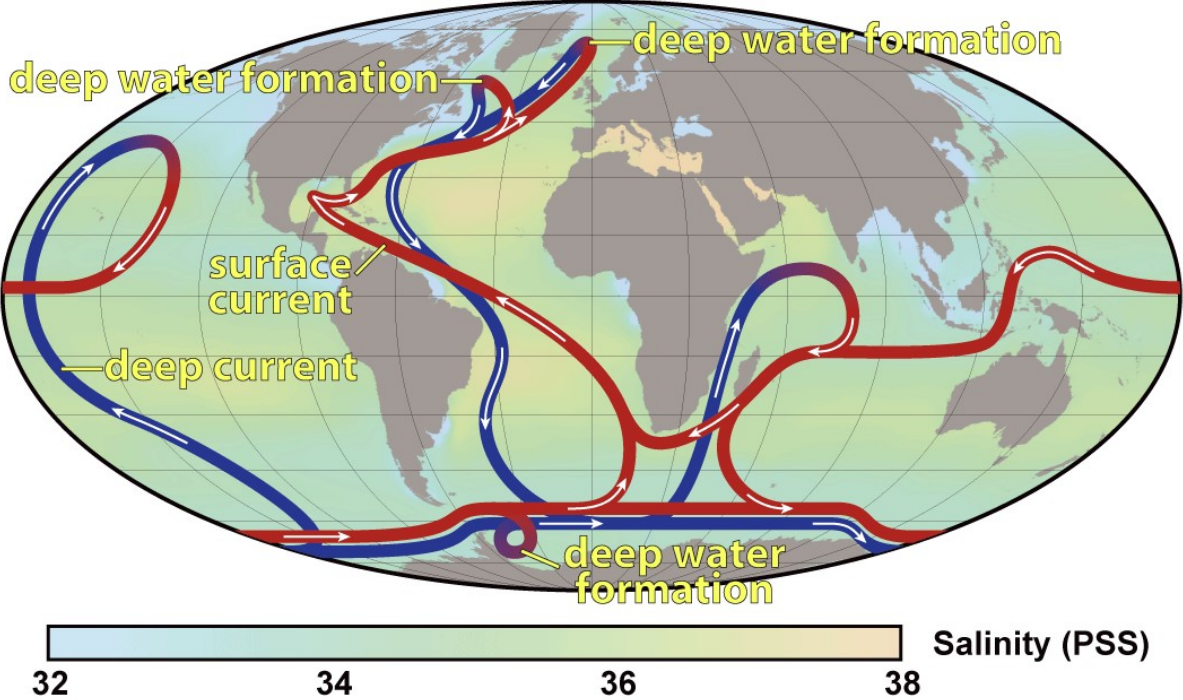 deep water formation
deep water formation
surface
current
deep current
deep water
formation
Salinity (PSS)
32 34 36 38